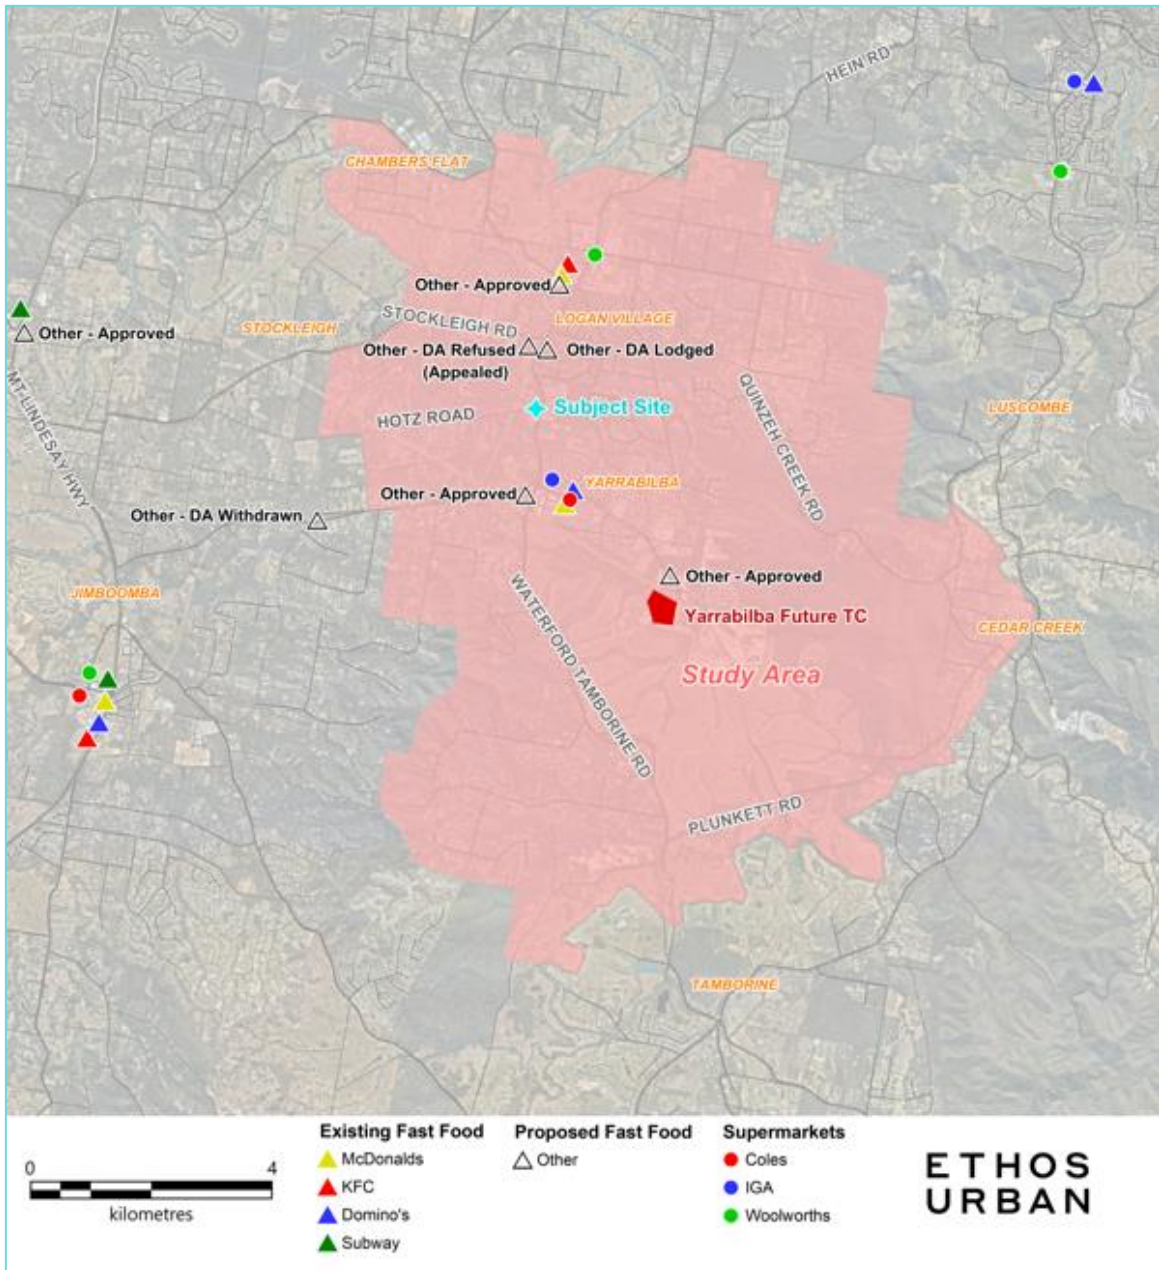 HEIN RD
CHAMBERS FLAT
Other - Approved
STOCKLEIGH RD
LOGAN VILLAGE
STOCKLEIGH
Other - Approved
Other - DA Refused
(Appealed)
Other - DA Lodged
MT-LINDESAY HWY
QUINZEH CREEK RD
Subject Site
HOTZ ROAD
LUSCOMBE
YARRABILBA
Other - Approved
Other - DA Withdrawn
Other - Approved
JIMBOOMBA
Yarrabilba Future TC
CEDAR CREEK
WATERFORD TAMBORINE RD
Study Area
PLUNKETT RD
TAMBORINE
0 4
kilometres
Existing Fast Food
McDonalds
KFC
Domino's
Subway
Proposed Fast Food
Other
Supermarkets
Coles
IGA
Woolworths
ETHOS
URBAN